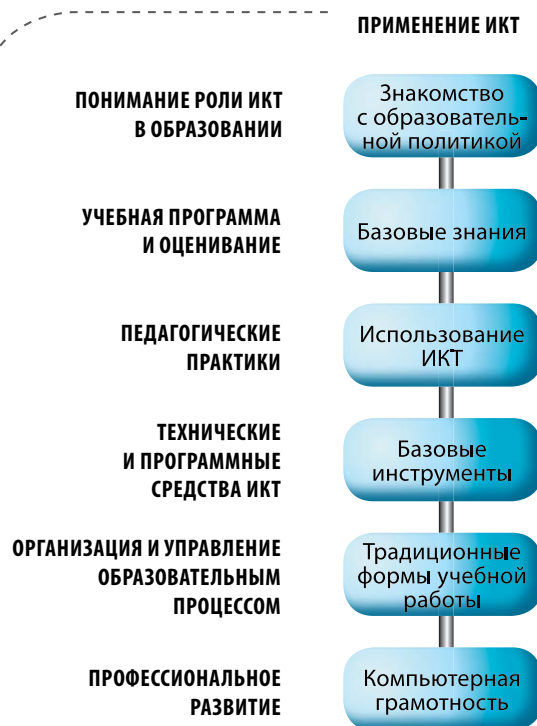 ПРИМЕНЕНИЕ ИКТ
ПОНИМАНИЕ РОЛИ ИКТ
В ОБРАЗОВАНИИ
Знакомство
с образователь-
ной политикой
УЧЕБНАЯ ПРОГРАММА
И ОЦЕНИВАНИЕ
Базовые знания
ПЕДАГОГИЧЕСКИЕ
ПРАКТИКИ
Использование
ИКТ
ТЕХНИЧЕСКИЕ
И ПРОГРАММНЫЕ
СРЕДСТВА ИКТ
Базовые
инструменты
ОРГАНИЗАЦИЯ И УПРАВЛЕНИЕ
ОБРАЗОВАТЕЛЬНЫМ
ПРОЦЕССОМ
Традиционные
формы учебной
работы
ПРОФЕССИОНАЛЬНОЕ
РАЗВИТИЕ
Компьютерная
грамотность